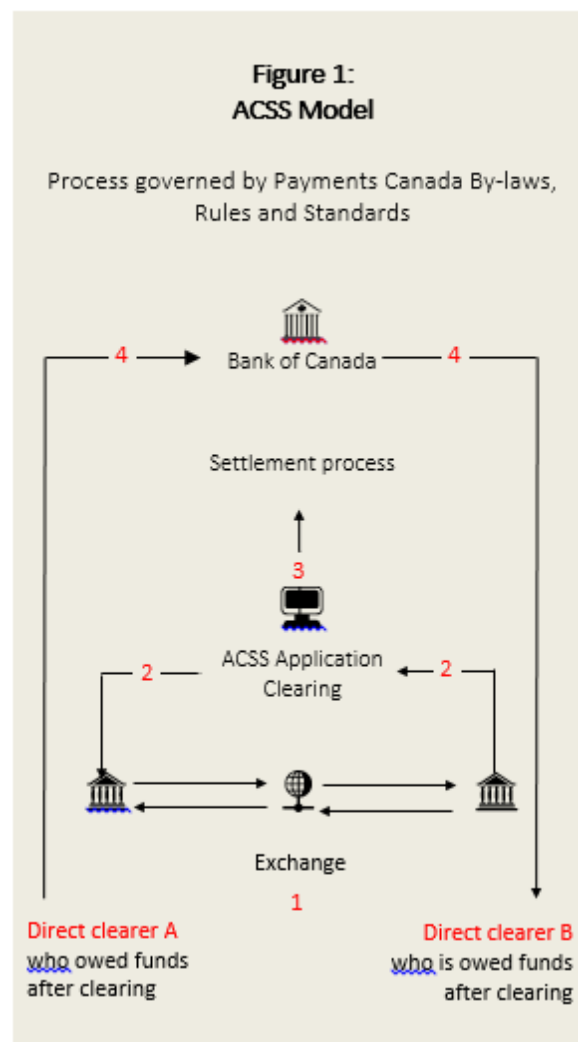 Figure 1:
ACSS Model
Process governed by Payments Canada By-laws,
Rules and Standards
4
Bank of Canada
4
Settlement process
3
2
ACSS Application
Clearing
2
Exchange
1
Direct clearer A
who owed funds
after clearing
Direct clearer B
who is owed funds
after clearing